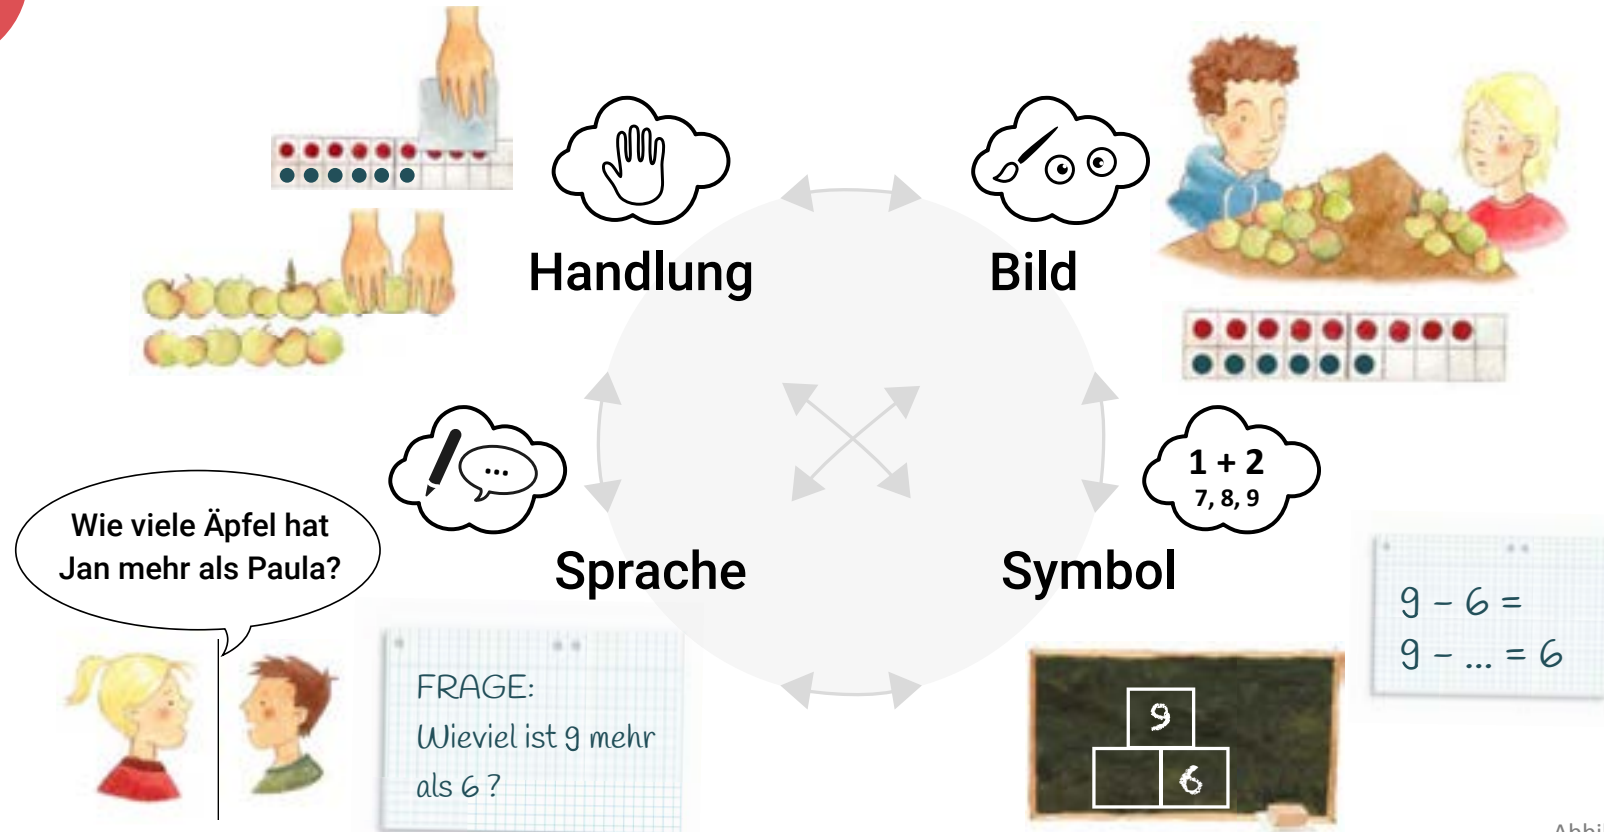 Handlung
Bild
1 + 2
7, 8, 9
...
Wie viele Äpfel hat
Jan mehr als Paula?
Sprache
Symbol
9 - 6 =
9 - ... = 6
FRAGE:
Wieviel ist 9 mehr
als 6 ?
9
6